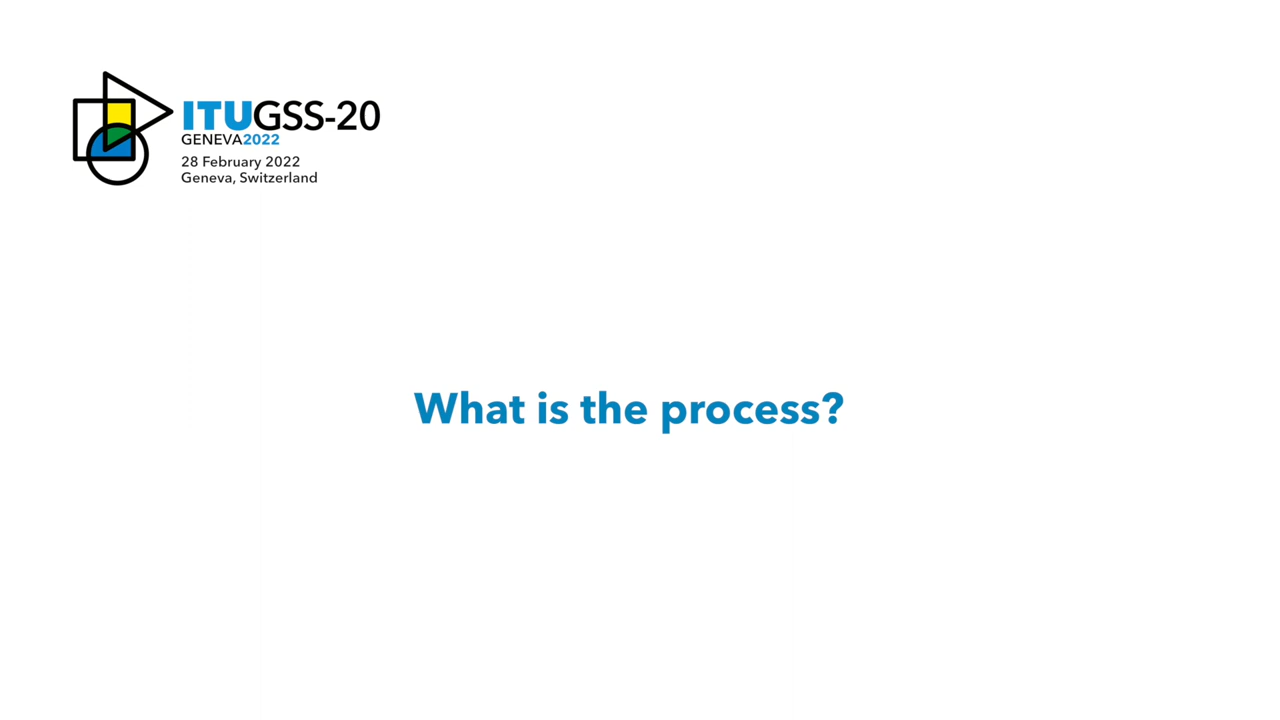 ITUGSS-20
GENEVA2022
28 February 2022
Geneva, Switzerland
What is the process?